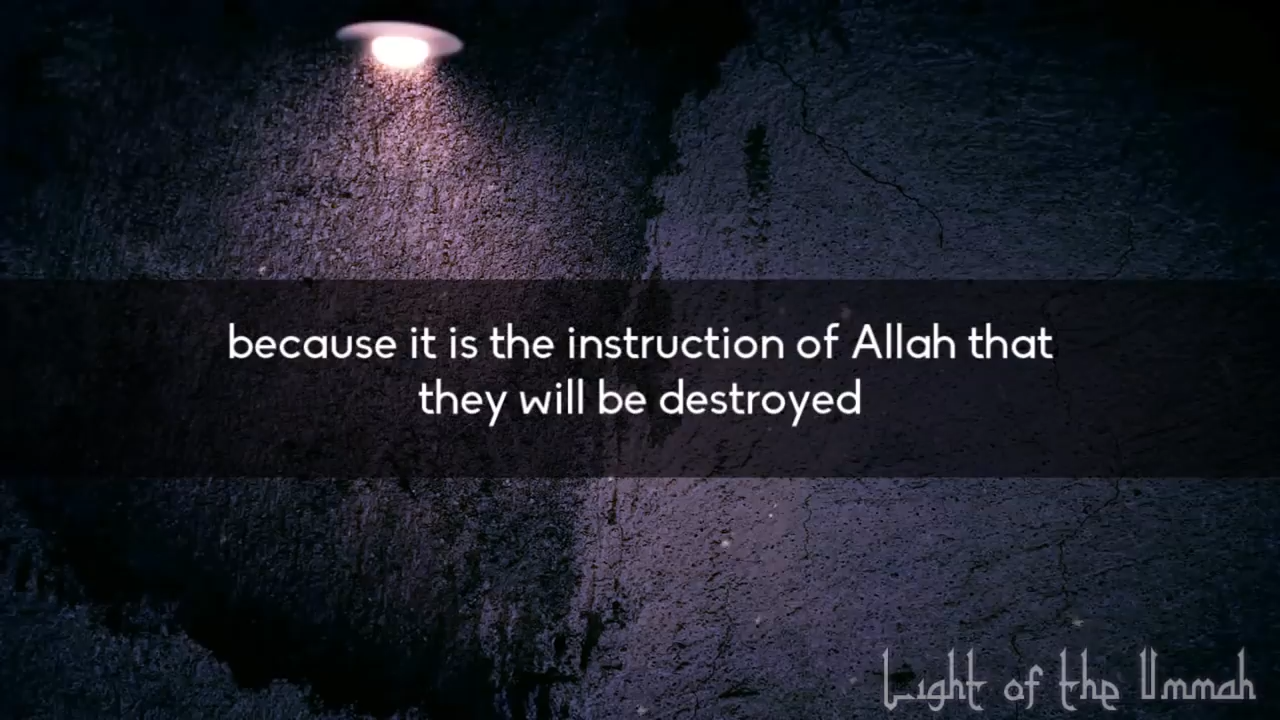 because it is the instruction of Allah that
they will be destroyed
Light of the Ummah